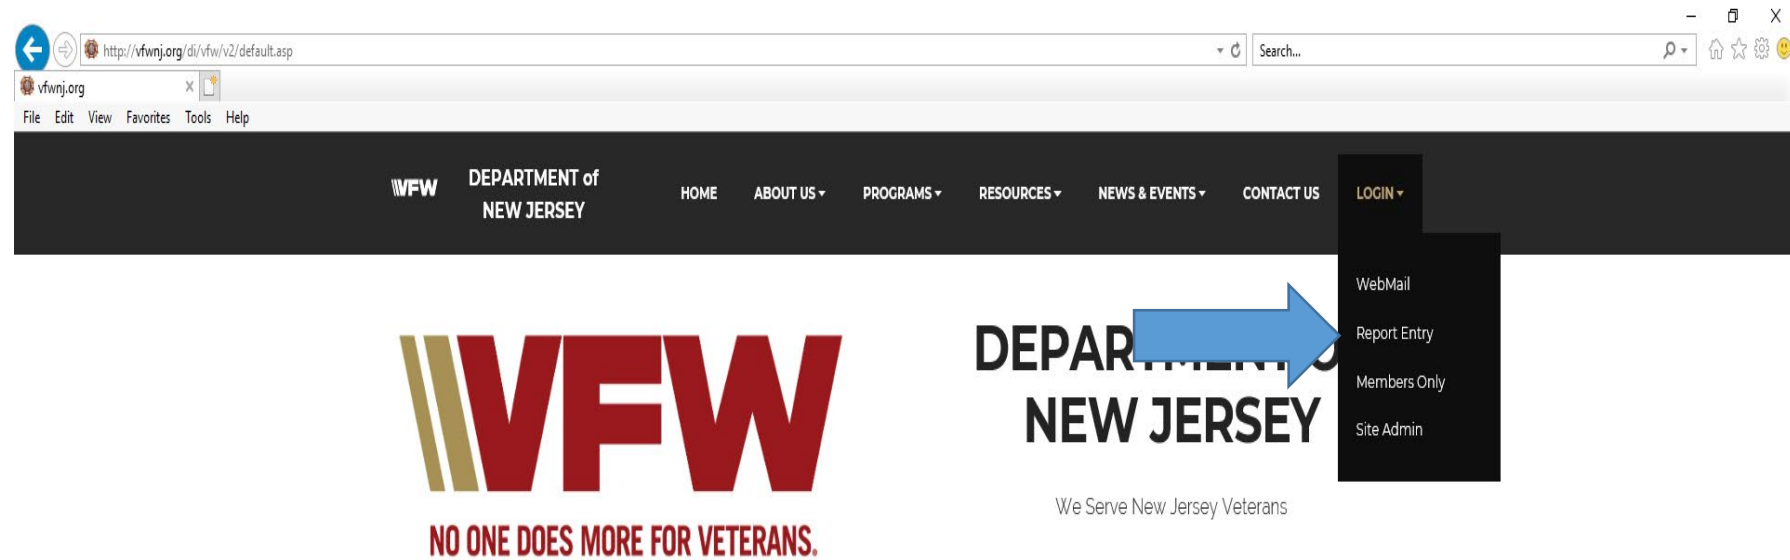 http://vfwnj.org/di/vfw/v2/default.asp
Search...
vfwnj.org
File Edit View Favorites Tools Help
VFW
DEPARTMENT of
NEW JERSEY
HOME ABOUT US PROGRAMS RESOURCES NEWS & EVENTS CONTACT US LOGIN
WebMail
Report Entry
Members Only
Site Admin
VFW
NO ONE DOES MORE FOR VETERANS.
NEW JERSEY
We Serve New Jersey Veterans